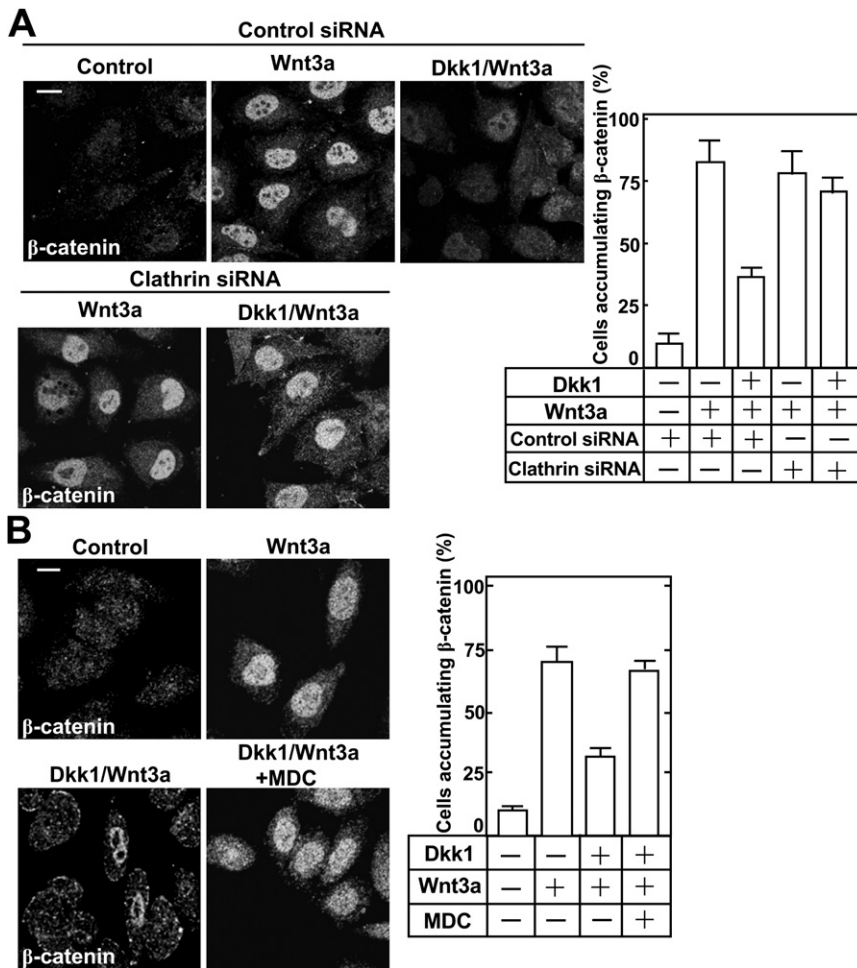 A
Control siRNA
Control
Wnt3a
Dkk1/Wnt3a
β-catenin
Clathrin siRNA
Wnt3a
Dkk1/Wnt3a
β-catenin
Cells accumulating β-catenin (%)
100
75
50
25
0
Dkk1 − − + − +
Wnt3a − + + + +
Control siRNA + + + − −
Clathrin siRNA − − − + +
B
Control
Wnt3a
β-catenin
Dkk1/Wnt3a
Dkk1/Wnt3a
+MDC
β-catenin
Cells accumulating β-catenin (%)
100
75
50
25
0
Dkk1 − − + +
Wnt3a − + + +
MDC − − − +